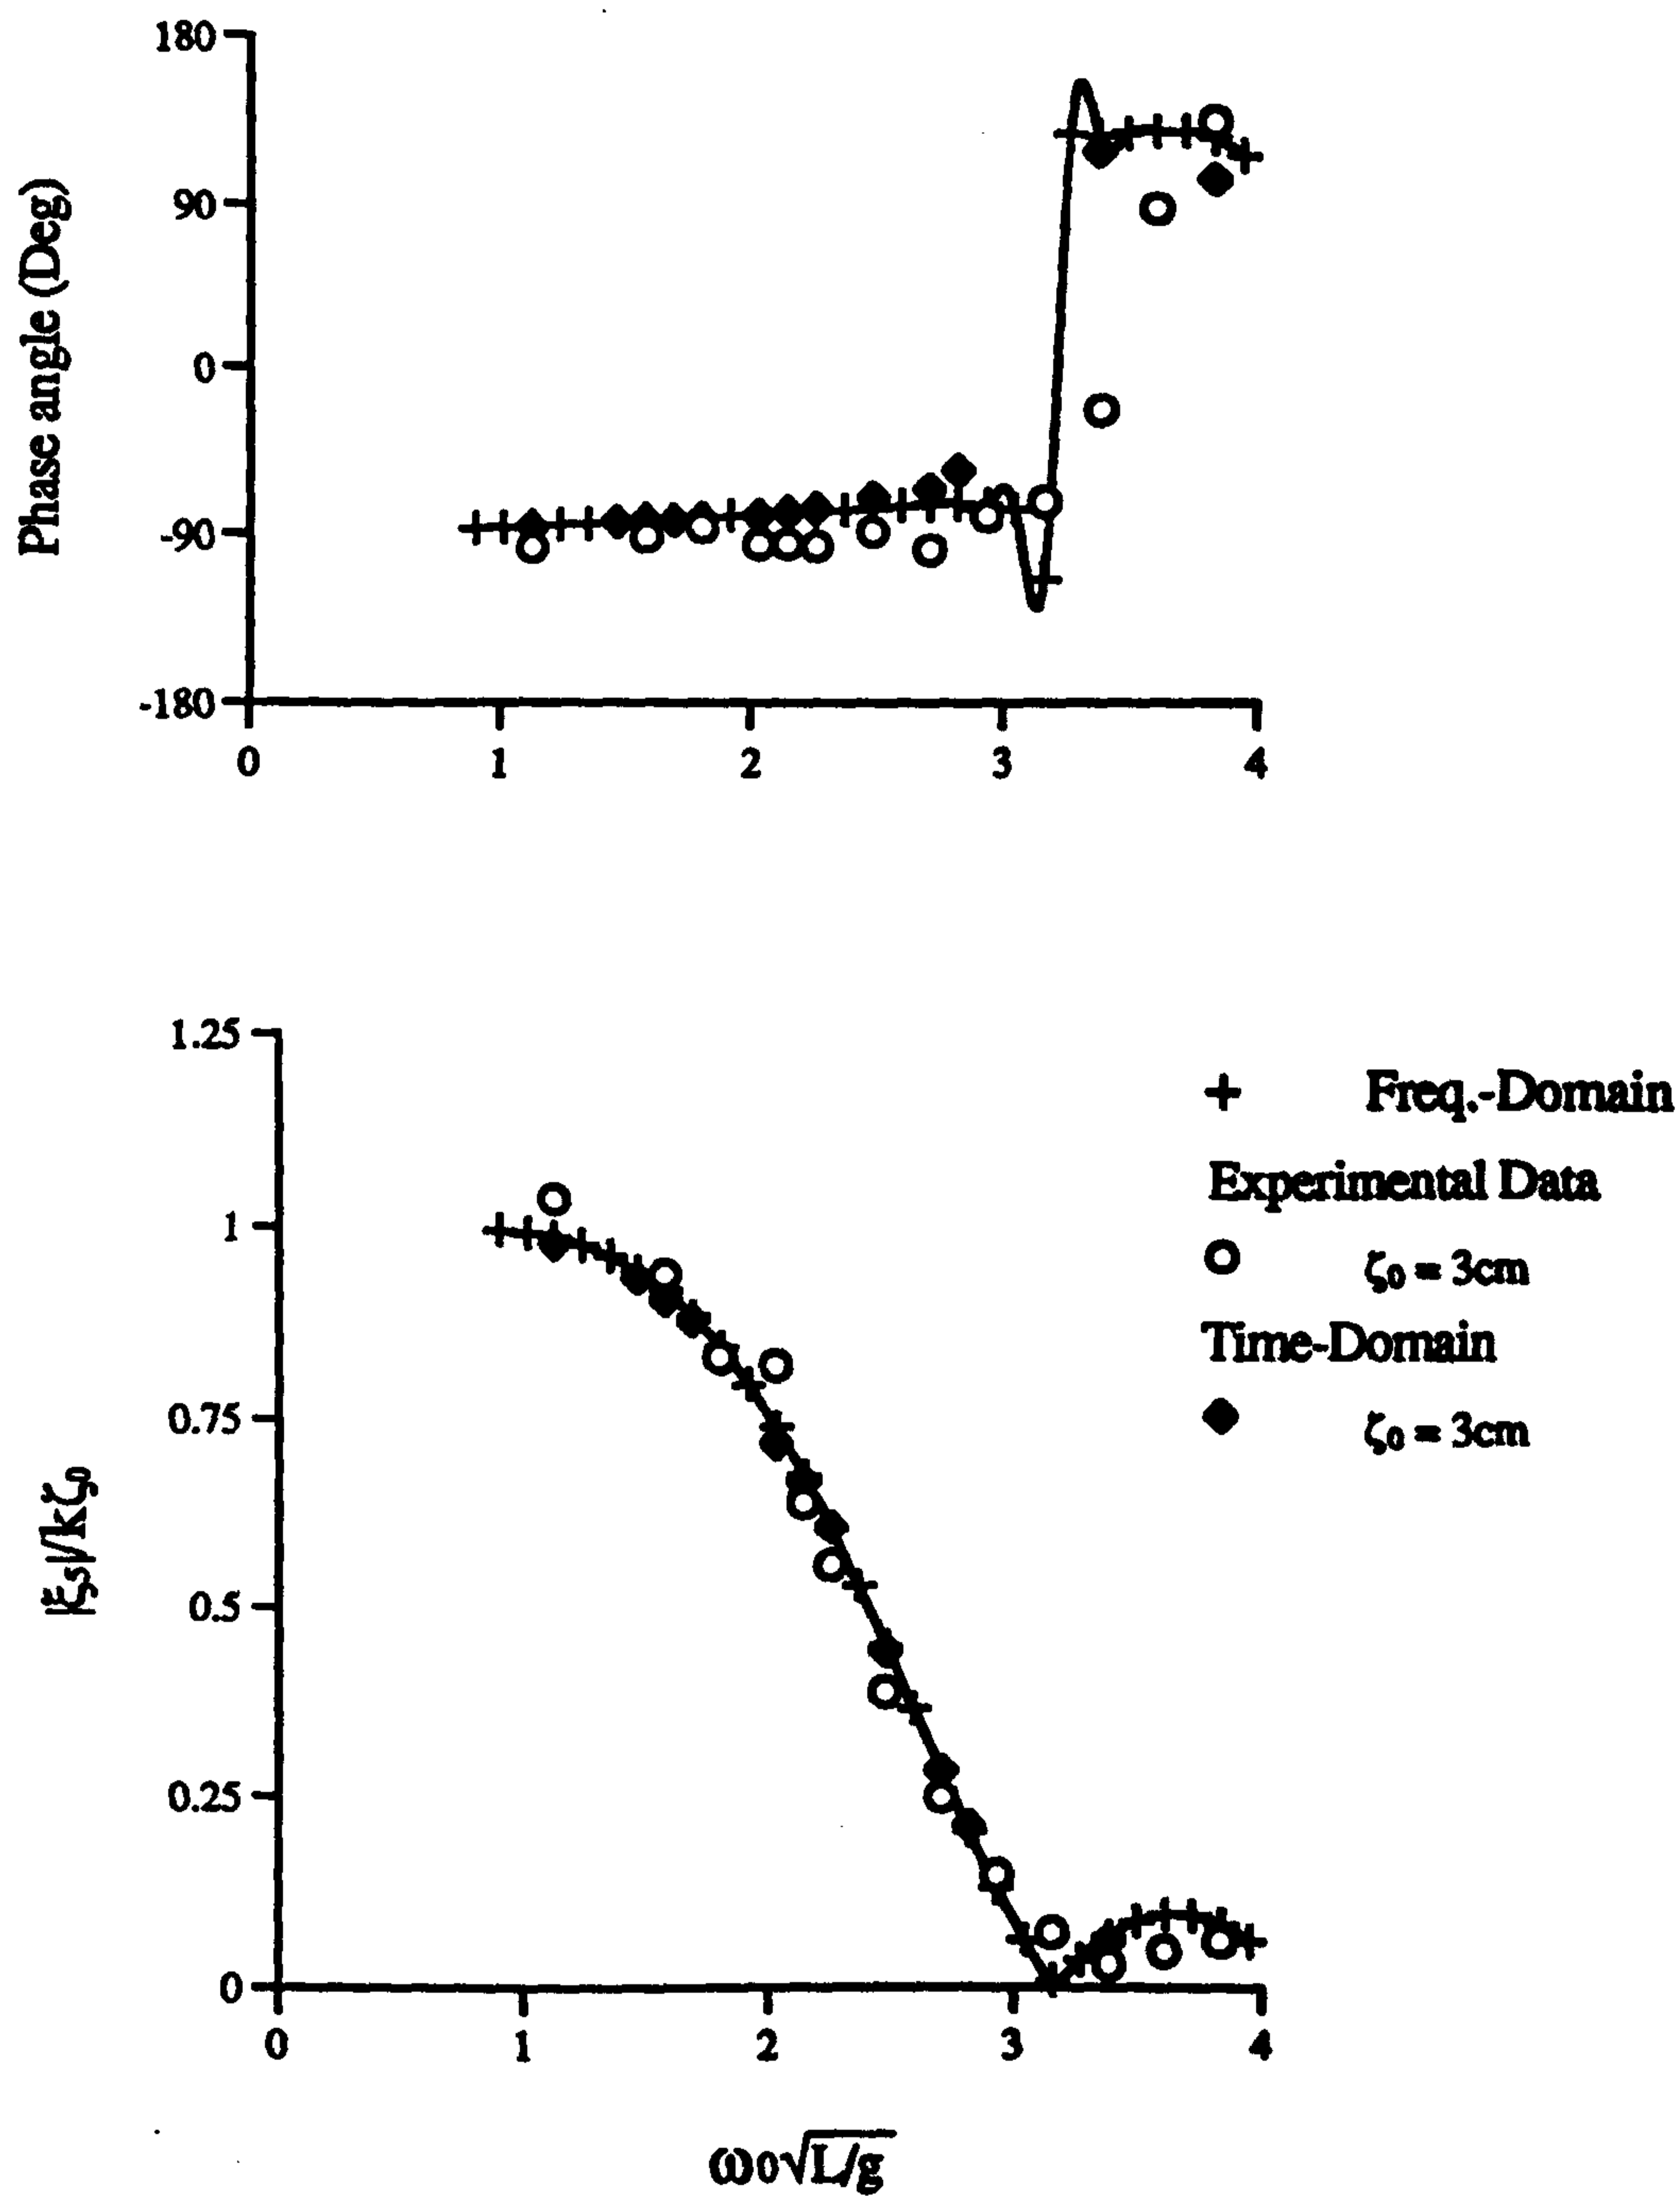 Phase angle (Deg)
180
90
0
-90
-180
0 1 2 3 4
|ξ₅|/kζ₀
1.25
1
0.75
0.5
0.25
0
0 1 2 3 4
ω₀√L/g
+ Freq.-Domain
Experimental Data
ζ₀ = 3cm
Time-Domain
ζ₀ = 3cm